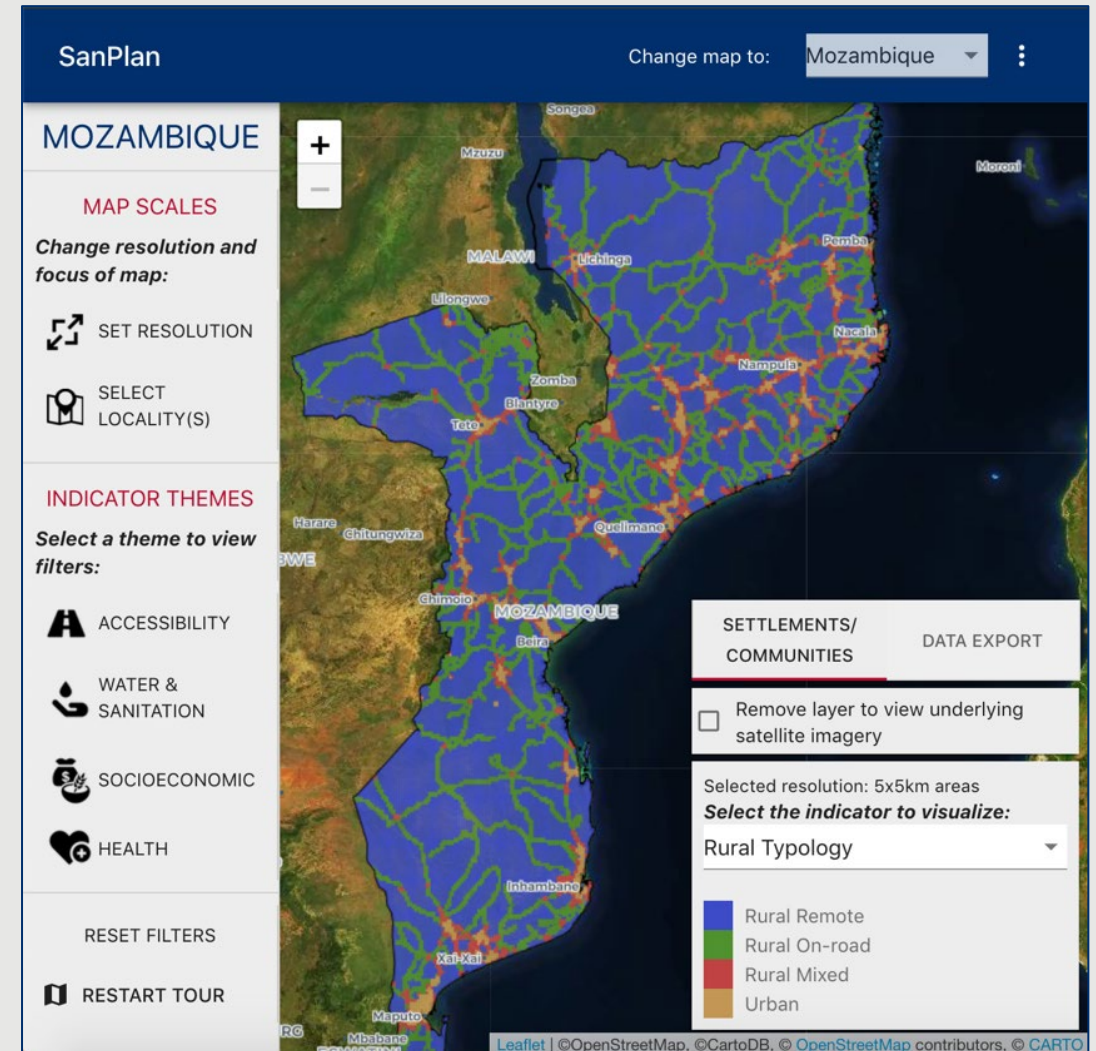 SanPlan
Change map to:
Mozambique
MOZAMBIQUE
MAP SCALES
Change resolution and
focus of map:
SET RESOLUTION
SELECT
LOCALITY(S)
INDICATOR THEMES
Select a theme to view
filters:
ACCESSIBILITY
WATER &
SANITATION
SOCIOECONOMIC
HEALTH
RESET FILTERS
RESTART TOUR
+
−
Songea
Mzuzu
Moroni
Pemba
MALAWI
Lichinga
Lilongwe
Nacala
Nampula
Zomba
Blantyre
Tete
Harare
Chitungwiza
Quelimane
BWE
Chimoio
MOZAMBIQUE
Beira
Inhambane
Xai-Xai
Maputo
RG
Mbabane
SETTLEMENTS/
COMMUNITIES
DATA EXPORT
Remove layer to view underlying
satellite imagery
Selected resolution: 5x5km areas
Select the indicator to visualize:
Rural Typology
Rural Remote
Rural On-road
Rural Mixed
Urban
Leaflet | ©OpenStreetMap, ©CartoDB, © OpenStreetMap contributors, © CARTO